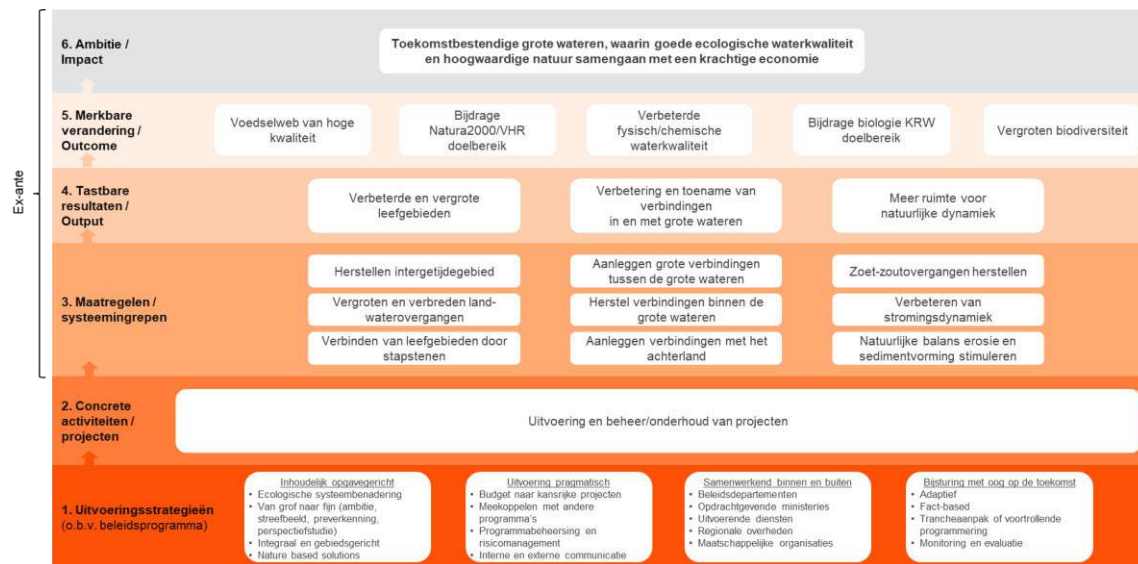 Ex-ante
6. Ambitie /
Impact
Toekomstbestendige grote wateren, waarin goede ecologische waterkwaliteit
en hoogwaardige natuur samengaan met een krachtige economie
5. Merkbare
verandering /
Outcome
Voedselweb van hoge
kwaliteit
Bijdrage
Natura2000/VHR
doelbereik
Verbeterde
fysisch/chemische
waterkwaliteit
Bijdrage biologie KRW
doelbereik
Vergroten biodiversiteit
4. Tastbare
resultaten /
Output
Verbeterde en vergrote
leefgebieden
Verbetering en toename van
verbindingen
in en met grote wateren
Meer ruimte voor
natuurlijke dynamiek
3. Maatregelen /
systeemingrepen
Herstellen intergetijdegebied
Aanleggen grote verbindingen
tussen de grote wateren
Zoet-zoutovergangen herstellen
Vergroten en verbreden land-
waterovergangen
Herstel verbindingen binnen de
grote wateren
Verbeteren van
stromingsdynamiek
Verbinden van leefgebieden door
stapstenen
Aanleggen verbindingen met het
achterland
Natuurlijke balans erosie en
sedimentvorming stimuleren
2. Concrete
activiteiten /
projecten
Uitvoering en beheer/onderhoud van projecten
1. Uitvoeringsstrategieën
(o.b.v. beleidsprogramma)
Inhoudelijk opgavegericht
• Ecologische systeembenadering
• Van grof naar fijn (ambitie,
streefbeeld, preverkenning,
perspectiefstudie)
• Integraal en gebiedsgericht
• Nature based solutions
Uitvoering pragmatisch
• Budget naar kansrijke projecten
• Meekoppelen met andere
programma's
• Programmabeheersing en
risicomanagement
• Interne en externe communicatie
Samenwerkend binnen en buiten
• Beleidsdepartementen
• Opdrachtgevende ministeries
• Uitvoerende diensten
• Regionale overheden
• Maatschappelijke organisaties
Bijsturing met oog op de toekomst
• Adaptief
• Fact-based
• Trancheaanpak of voortrollende
programmering
• Monitoring en evaluatie